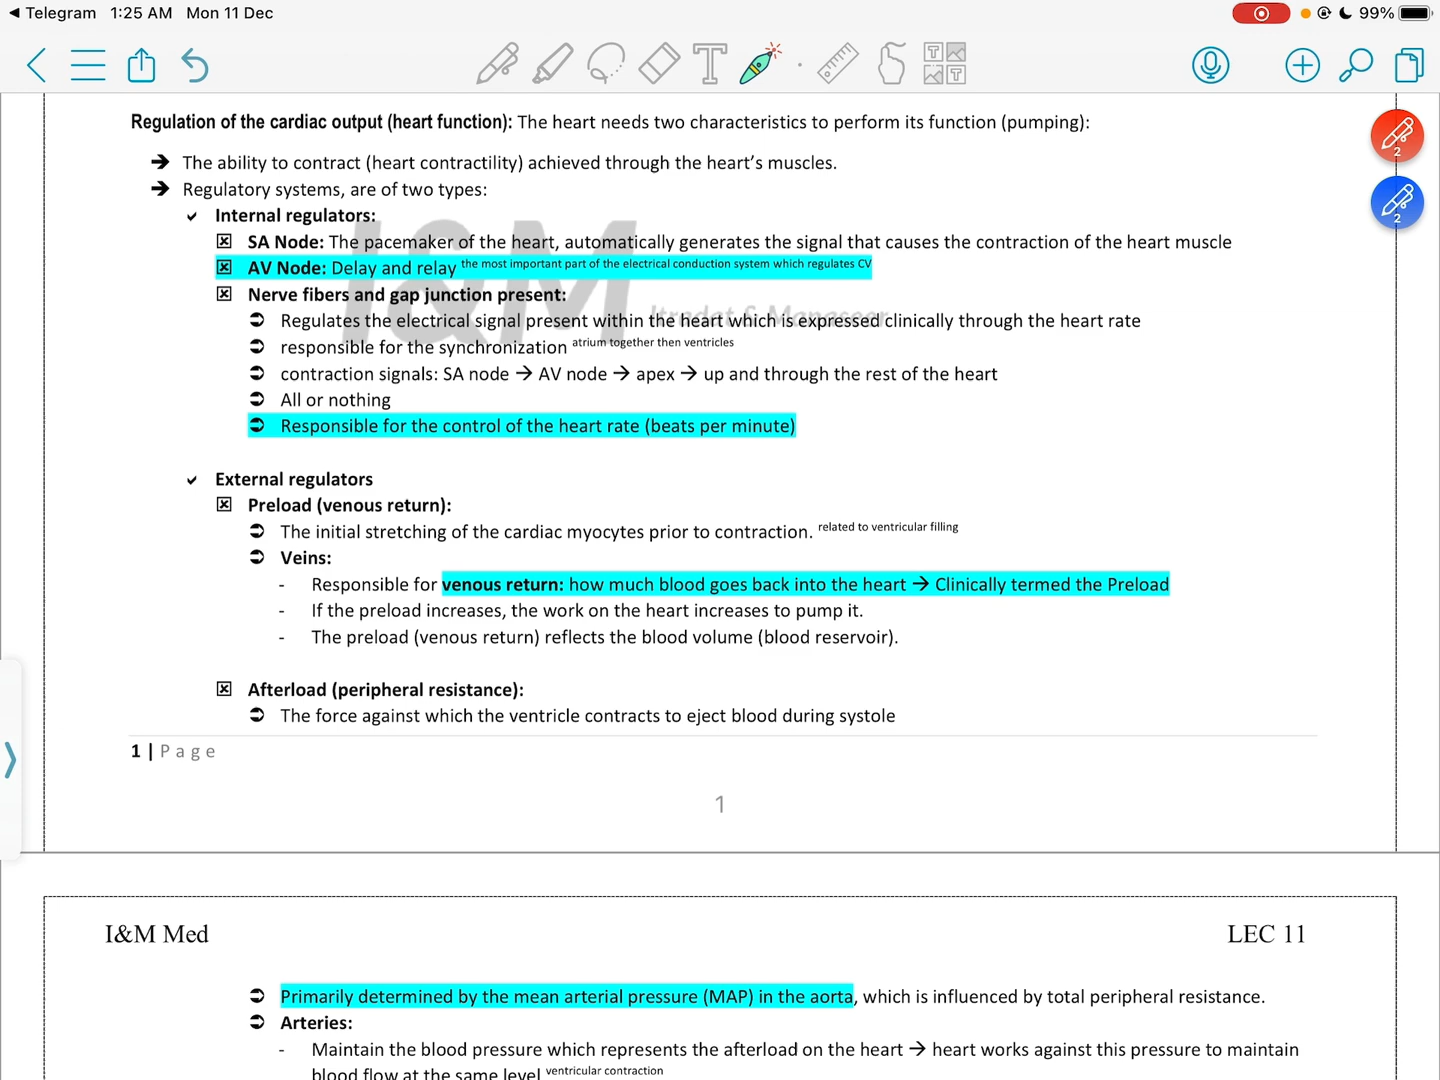 Telegram 1:25 AM Mon 11 Dec 99%
2
2
Regulation of the cardiac output (heart function): The heart needs two characteristics to perform its function (pumping):
The ability to contract (heart contractility) achieved through the heart's muscles.
Regulatory systems, are of two types:
Internal regulators:
SA Node: The pacemaker of the heart, automatically generates the signal that causes the contraction of the heart muscle
AV Node: Delay and relay the most important part of the electrical conduction system which regulates CV
Nerve fibers and gap junction present:
I&M
Regulates the electrical signal present within the heart which is expressed clinically through the heart rate
responsible for the synchronization atrium together then ventricles
contraction signals: SA node → AV node → apex → up and through the rest of the heart
All or nothing
Responsible for the control of the heart rate (beats per minute)
External regulators
Preload (venous return):
The initial stretching of the cardiac myocytes prior to contraction. related to ventricular filling
Veins:
- Responsible for venous return: how much blood goes back into the heart → Clinically termed the Preload
- If the preload increases, the work on the heart increases to pump it.
- The preload (venous return) reflects the blood volume (blood reservoir).
Afterload (peripheral resistance):
The force against which the ventricle contracts to eject blood during systole
1 | Page
1
I&M Med LEC 11
Primarily determined by the mean arterial pressure (MAP) in the aorta, which is influenced by total peripheral resistance.
Arteries:
- Maintain the blood pressure which represents the afterload on the heart → heart works against this pressure to maintain
blood flow at the same level ventricular contraction